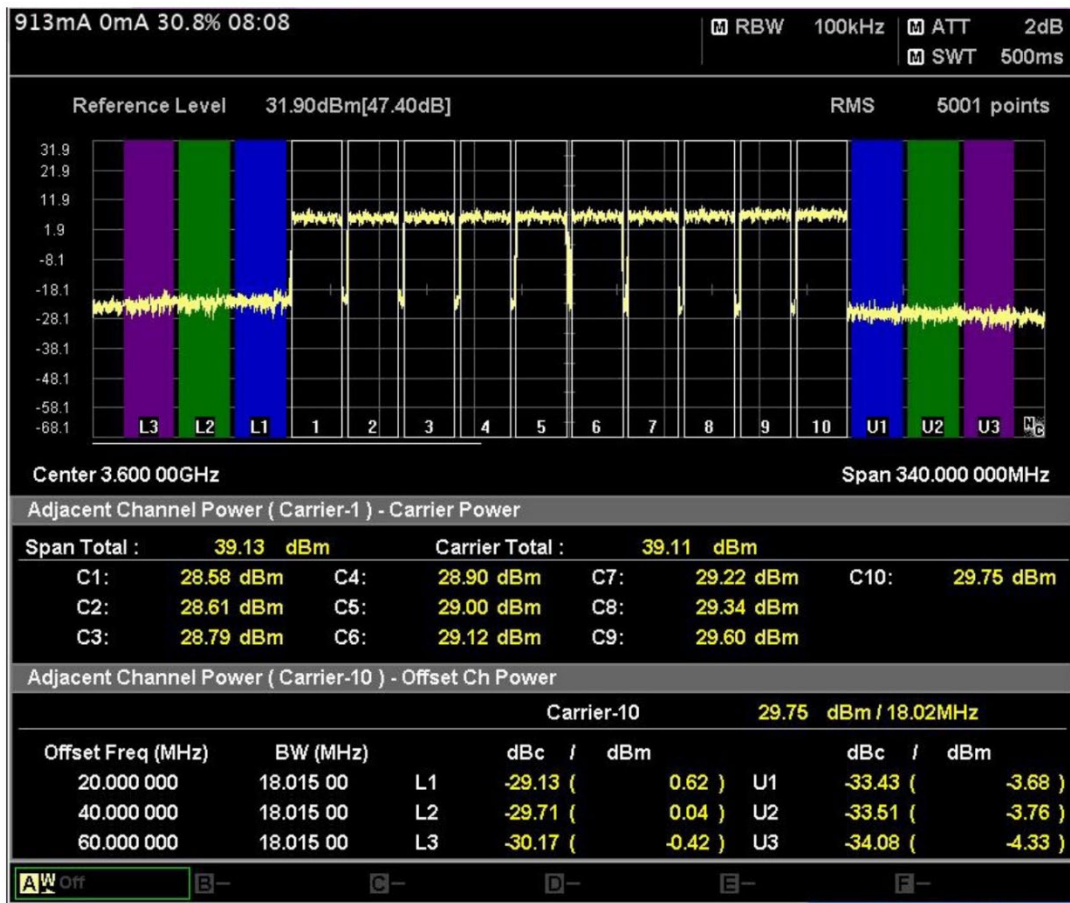 913mA 0mA 30.8% 08:08
M RBW 100kHz M ATT 2dB
M SWT 500ms
Reference Level 31.90dBm[47.40dB] RMS 5001 points
31.9
21.9
11.9
1.9
-8.1
-18.1
-28.1
-38.1
-48.1
-58.1
-68.1
L3 L2 L1 1 2 3 4 5 6 7 8 9 10 U1 U2 U3 NC
Center 3.600 00GHz Span 340.000 000MHz
Adjacent Channel Power ( Carrier-1 ) - Carrier Power
Span Total : 39.13 dBm Carrier Total : 39.11 dBm
C1: 28.58 dBm C4: 28.90 dBm C7: 29.22 dBm C10: 29.75 dBm
C2: 28.61 dBm C5: 29.00 dBm C8: 29.34 dBm
C3: 28.79 dBm C6: 29.12 dBm C9: 29.60 dBm
Adjacent Channel Power ( Carrier-10 ) - Offset Ch Power
Carrier-10 29.75 dBm / 18.02MHz
Offset Freq (MHz) BW (MHz) dBc / dBm dBc / dBm
20.000 000 18.015 00 L1 -29.13 ( 0.62 ) U1 -33.43 ( -3.68 )
40.000 000 18.015 00 L2 -29.71 ( 0.04 ) U2 -33.51 ( -3.76 )
60.000 000 18.015 00 L3 -30.17 ( -0.42 ) U3 -34.08 ( -4.33 )
A W Off B— C— D— E— F—